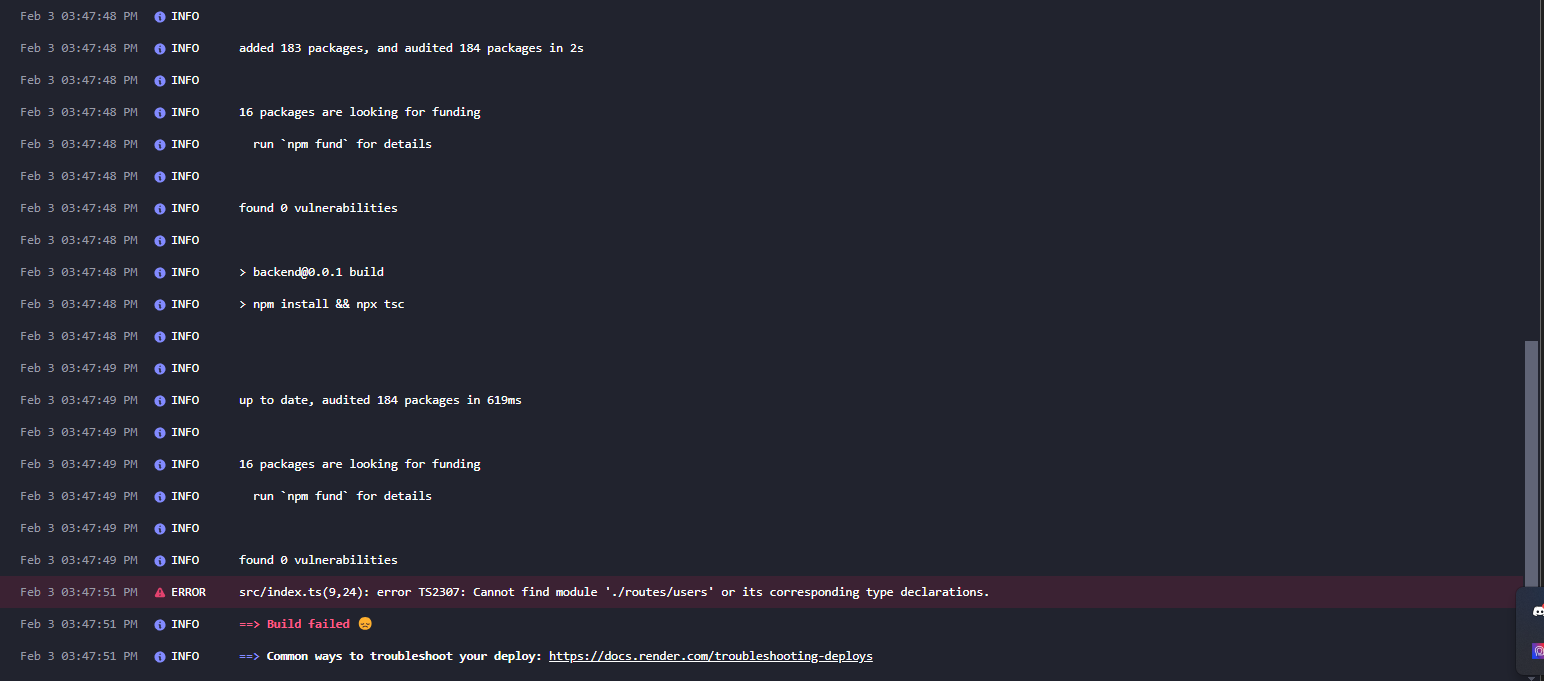 Feb 3 03:47:48 PM INFO
Feb 3 03:47:48 PM INFO added 183 packages, and audited 184 packages in 2s
Feb 3 03:47:48 PM INFO
Feb 3 03:47:48 PM INFO 16 packages are looking for funding
Feb 3 03:47:48 PM INFO run `npm fund` for details
Feb 3 03:47:48 PM INFO
Feb 3 03:47:48 PM INFO found 0 vulnerabilities
Feb 3 03:47:48 PM INFO
Feb 3 03:47:48 PM INFO > backend@0.0.1 build
Feb 3 03:47:48 PM INFO > npm install && npx tsc
Feb 3 03:47:48 PM INFO
Feb 3 03:47:49 PM INFO
Feb 3 03:47:49 PM INFO up to date, audited 184 packages in 619ms
Feb 3 03:47:49 PM INFO
Feb 3 03:47:49 PM INFO 16 packages are looking for funding
Feb 3 03:47:49 PM INFO run `npm fund` for details
Feb 3 03:47:49 PM INFO
Feb 3 03:47:49 PM INFO found 0 vulnerabilities
Feb 3 03:47:51 PM ERROR src/index.ts(9,24): error TS2307: Cannot find module './routes/users' or its corresponding type declarations.
Feb 3 03:47:51 PM INFO ==> Build failed 😞
Feb 3 03:47:51 PM INFO ==> Common ways to troubleshoot your deploy: https://docs.render.com/troubleshooting-deploys